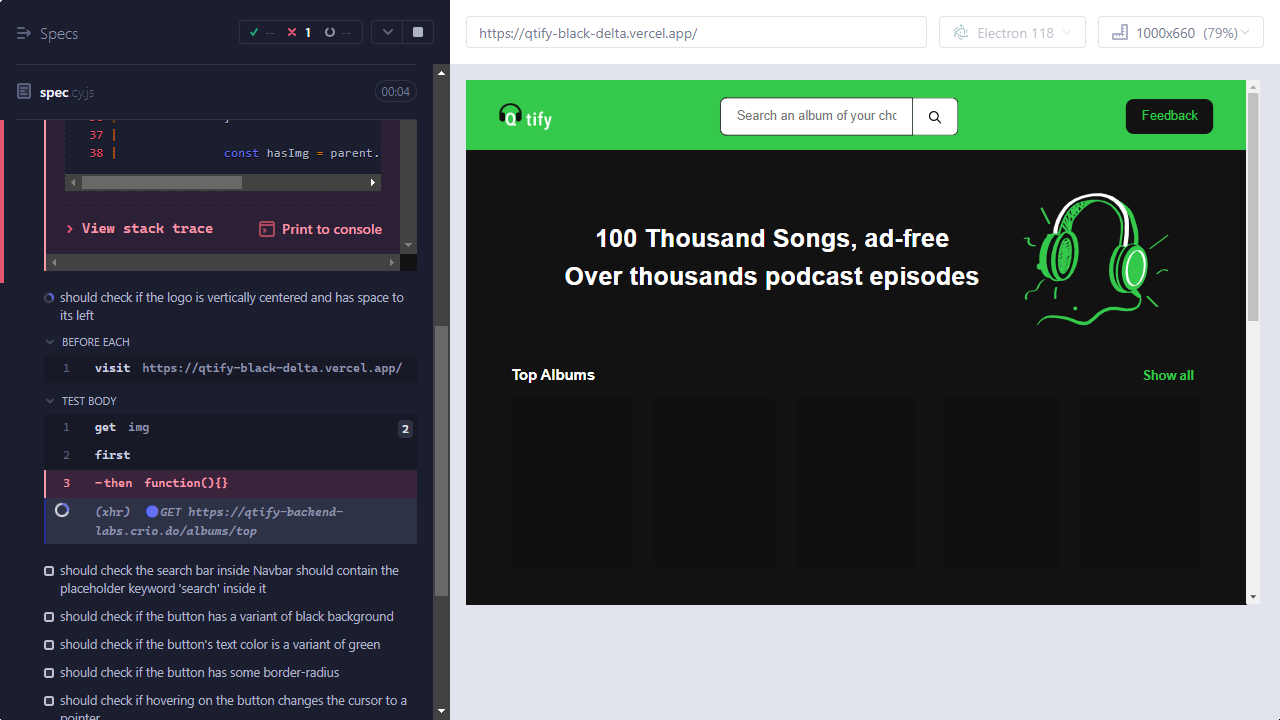 Specs
--
1
--
spec.cy.js
00:04
37 |
38 | const hasImg = parent.
View stack trace
Print to console
should check if the logo is vertically centered and has space to
its left
BEFORE EACH
1 visit https://qtify-black-delta.vercel.app/
TEST BODY
1 get img 2
2 first
3 -then function(){}
(xhr) GET https://qtify-backend-
labs.crio.do/albums/top
should check the search bar inside Navbar should contain the
placeholder keyword 'search' inside it
should check if the button has a variant of black background
should check if the button's text color is a variant of green
should check if the button has some border-radius
should check if hovering on the button changes the cursor to a
pointer
https://qtify-black-delta.vercel.app/
Electron 118
1000x660 (79%)
Qtify
Search an album of your cho
Feedback
100 Thousand Songs, ad-free
Over thousands podcast episodes
Top Albums
Show all